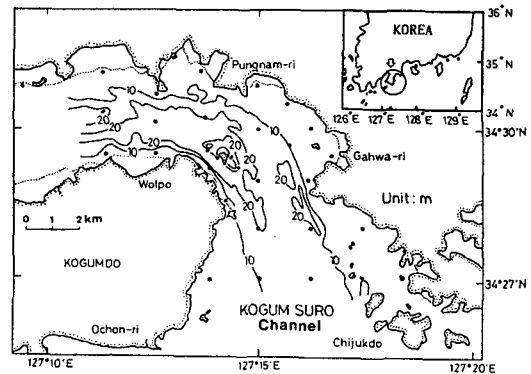 36° N
KOREA
35° N
34° N
126°E 127°E 128°E 129°E
Pungnam-ri
34°30'N
10
20
20
10
20
10
20
20
20
10
10
Gahwa-ri
Wolpo
Unit : m
0 1 2 km
KOGUMDO
KOGUM SURO
Channel
34°27'N
Ochon-ri
Chijukdo
127°10'E 127°15'E 127°20'E